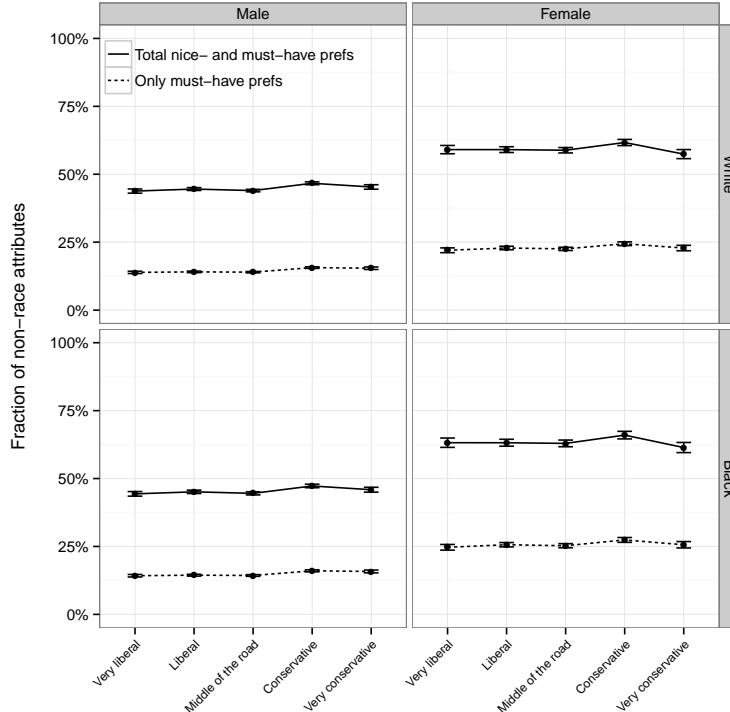 Male
Female
100%
75%
50%
25%
0%
Total nice− and must−have prefs
Only must−have prefs
White
Fraction of non−race attributes
100%
75%
50%
25%
0%
Black
Very liberal
Liberal
Middle of the road
Conservative
Very conservative
Very liberal
Liberal
Middle of the road
Conservative
Very conservative